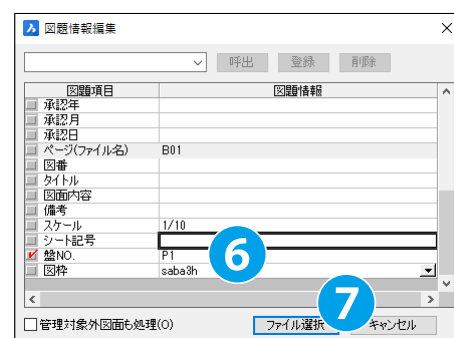 図題情報編集
呼出 登録 削除
図題項目 図題情報
承認年
承認月
承認日
ページ(ファイル名) B01
図番
タイトル
図面内容
備考
スケール 1/10
シート記号
盤NO. P1
図枠 saba3h
6
7
管理対象外図面も処理(O) ファイル選択 キャンセル